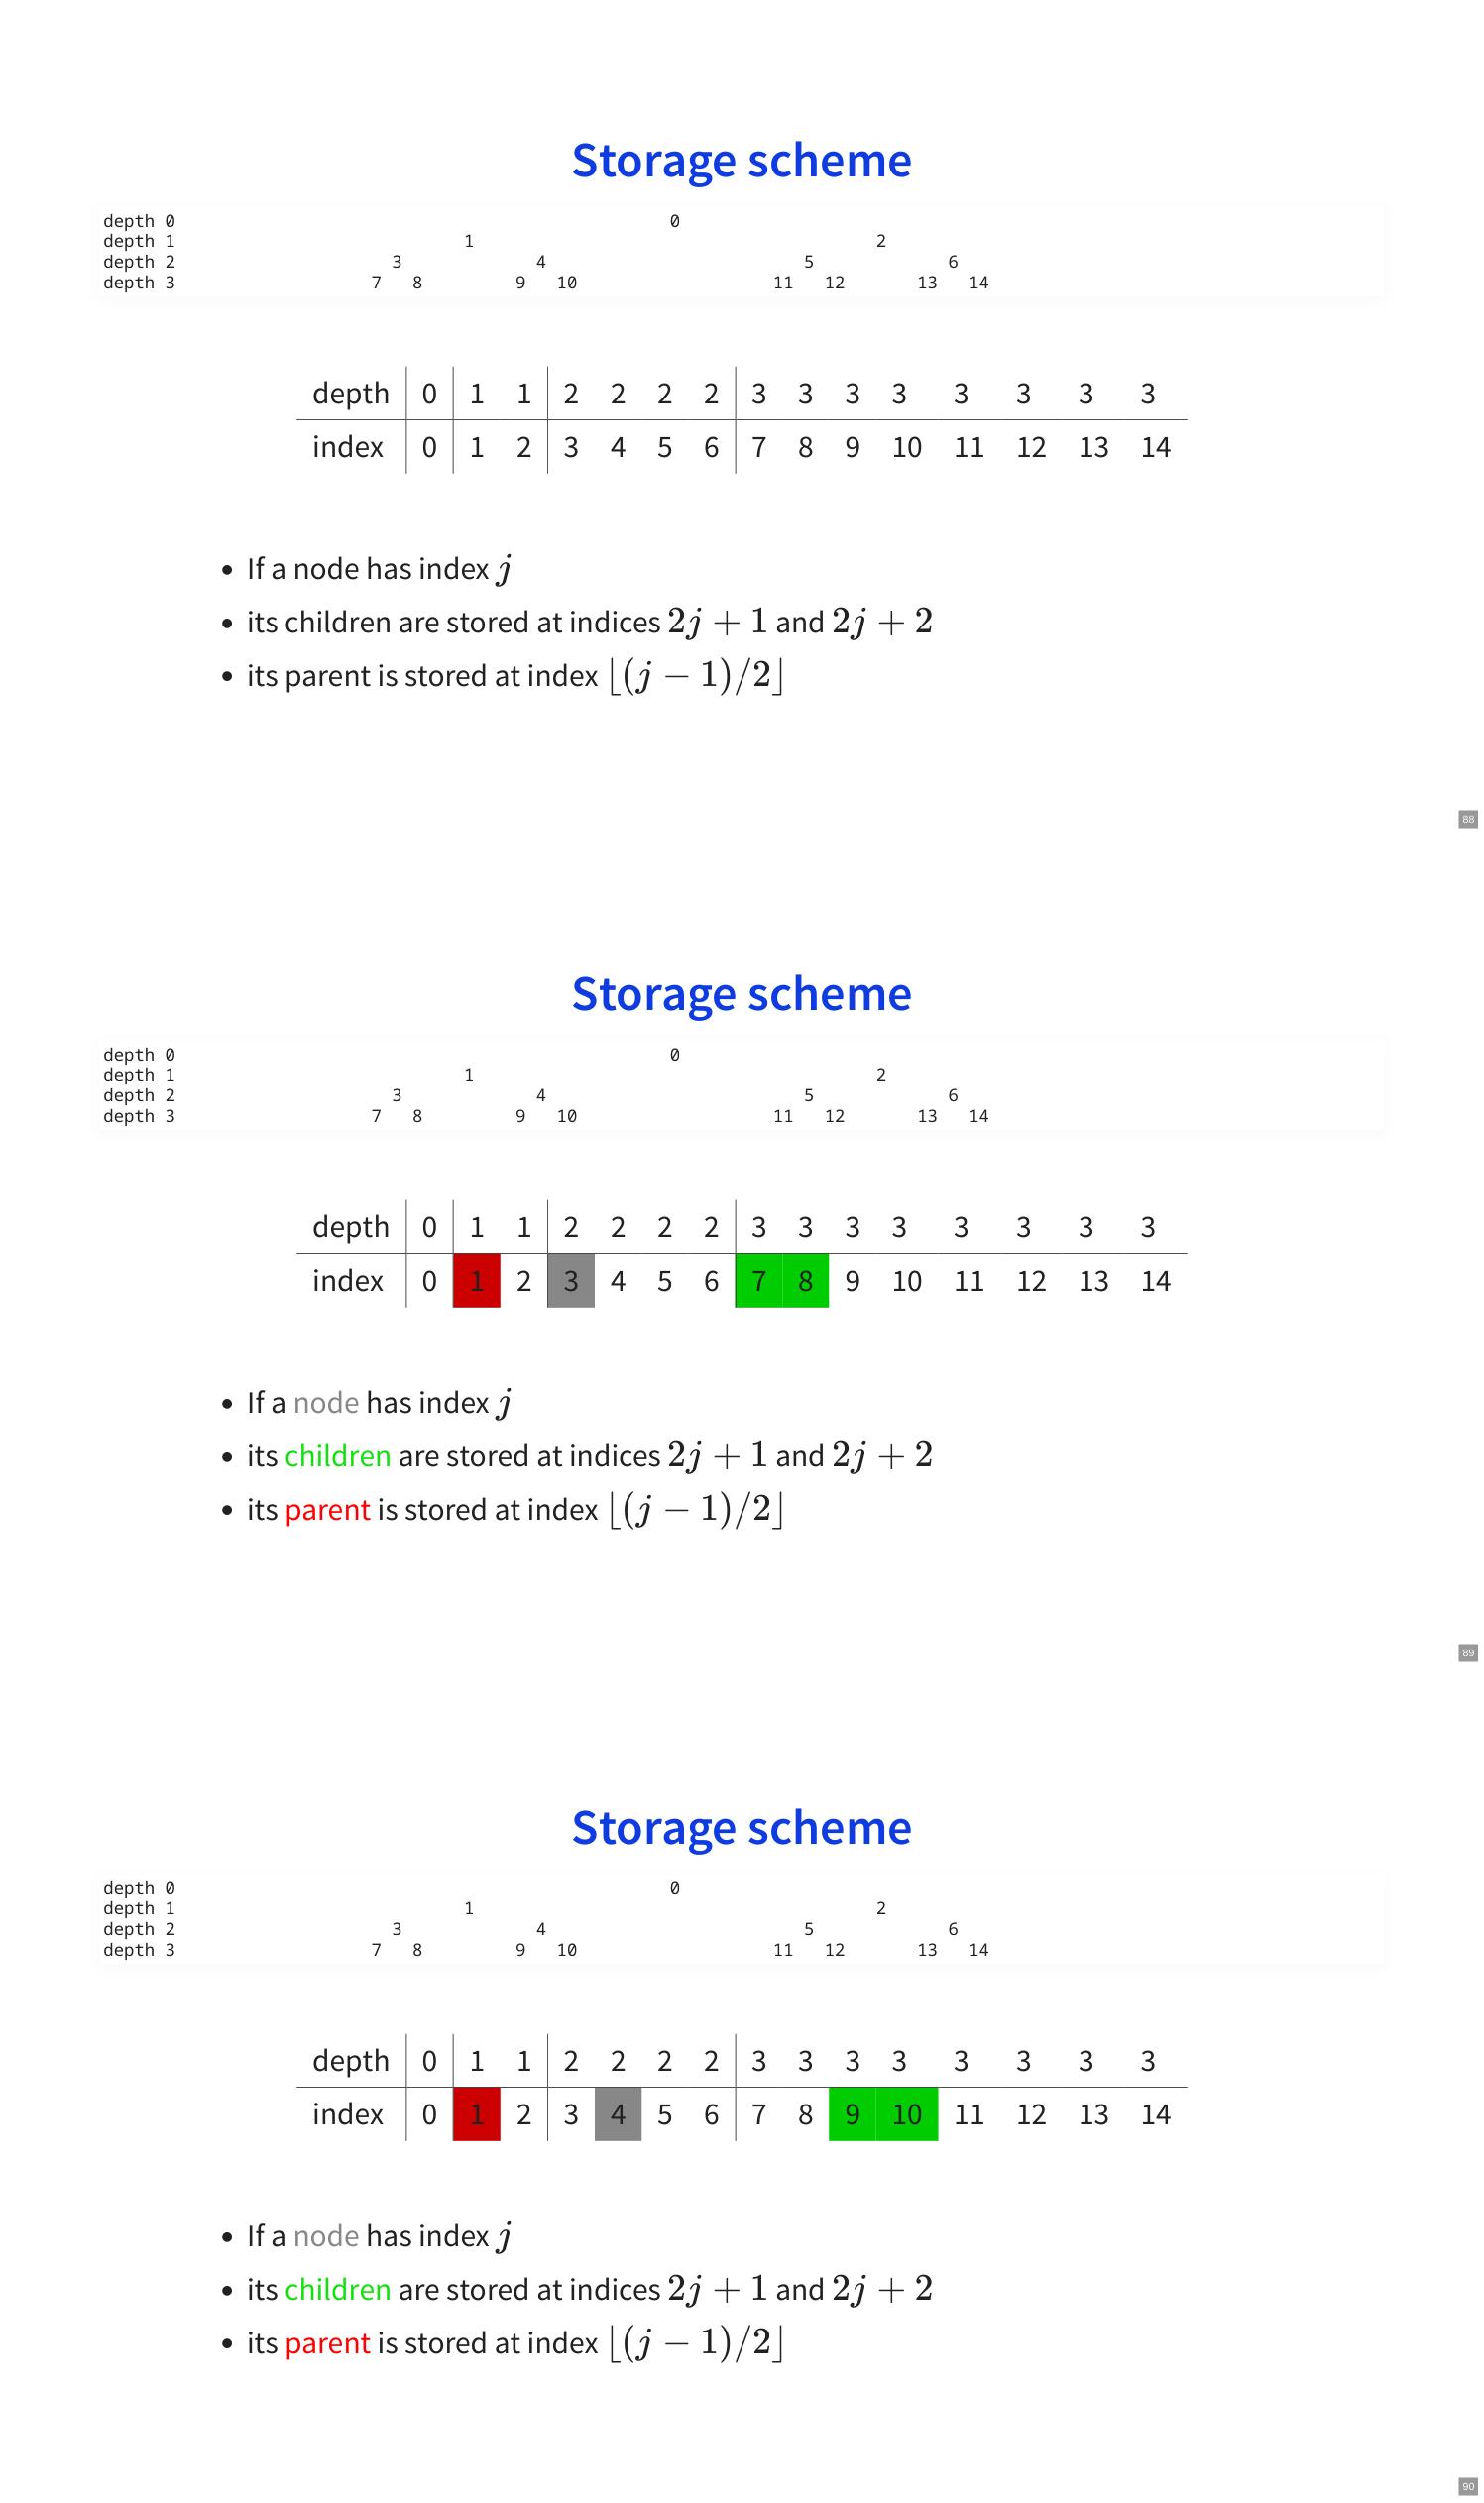 Storage scheme
depth 0 0
depth 1 1 2
depth 2 3 4 5 6
depth 3 7 8 9 10 11 12 13 14
depth 0 1 1 2 2 2 2 3 3 3 3 3 3 3 3
index 0 1 2 3 4 5 6 7 8 9 10 11 12 13 14
• If a node has index j
• its children are stored at indices 2j + 1 and 2j + 2
• its parent is stored at index ⌊(j − 1)/2⌋
88
Storage scheme
depth 0 0
depth 1 1 2
depth 2 3 4 5 6
depth 3 7 8 9 10 11 12 13 14
depth 0 1 1 2 2 2 2 3 3 3 3 3 3 3 3
index 0 1 2 3 4 5 6 7 8 9 10 11 12 13 14
• If a node has index j
• its children are stored at indices 2j + 1 and 2j + 2
• its parent is stored at index ⌊(j − 1)/2⌋
89
Storage scheme
depth 0 0
depth 1 1 2
depth 2 3 4 5 6
depth 3 7 8 9 10 11 12 13 14
depth 0 1 1 2 2 2 2 3 3 3 3 3 3 3 3
index 0 1 2 3 4 5 6 7 8 9 10 11 12 13 14
• If a node has index j
• its children are stored at indices 2j + 1 and 2j + 2
• its parent is stored at index ⌊(j − 1)/2⌋
90